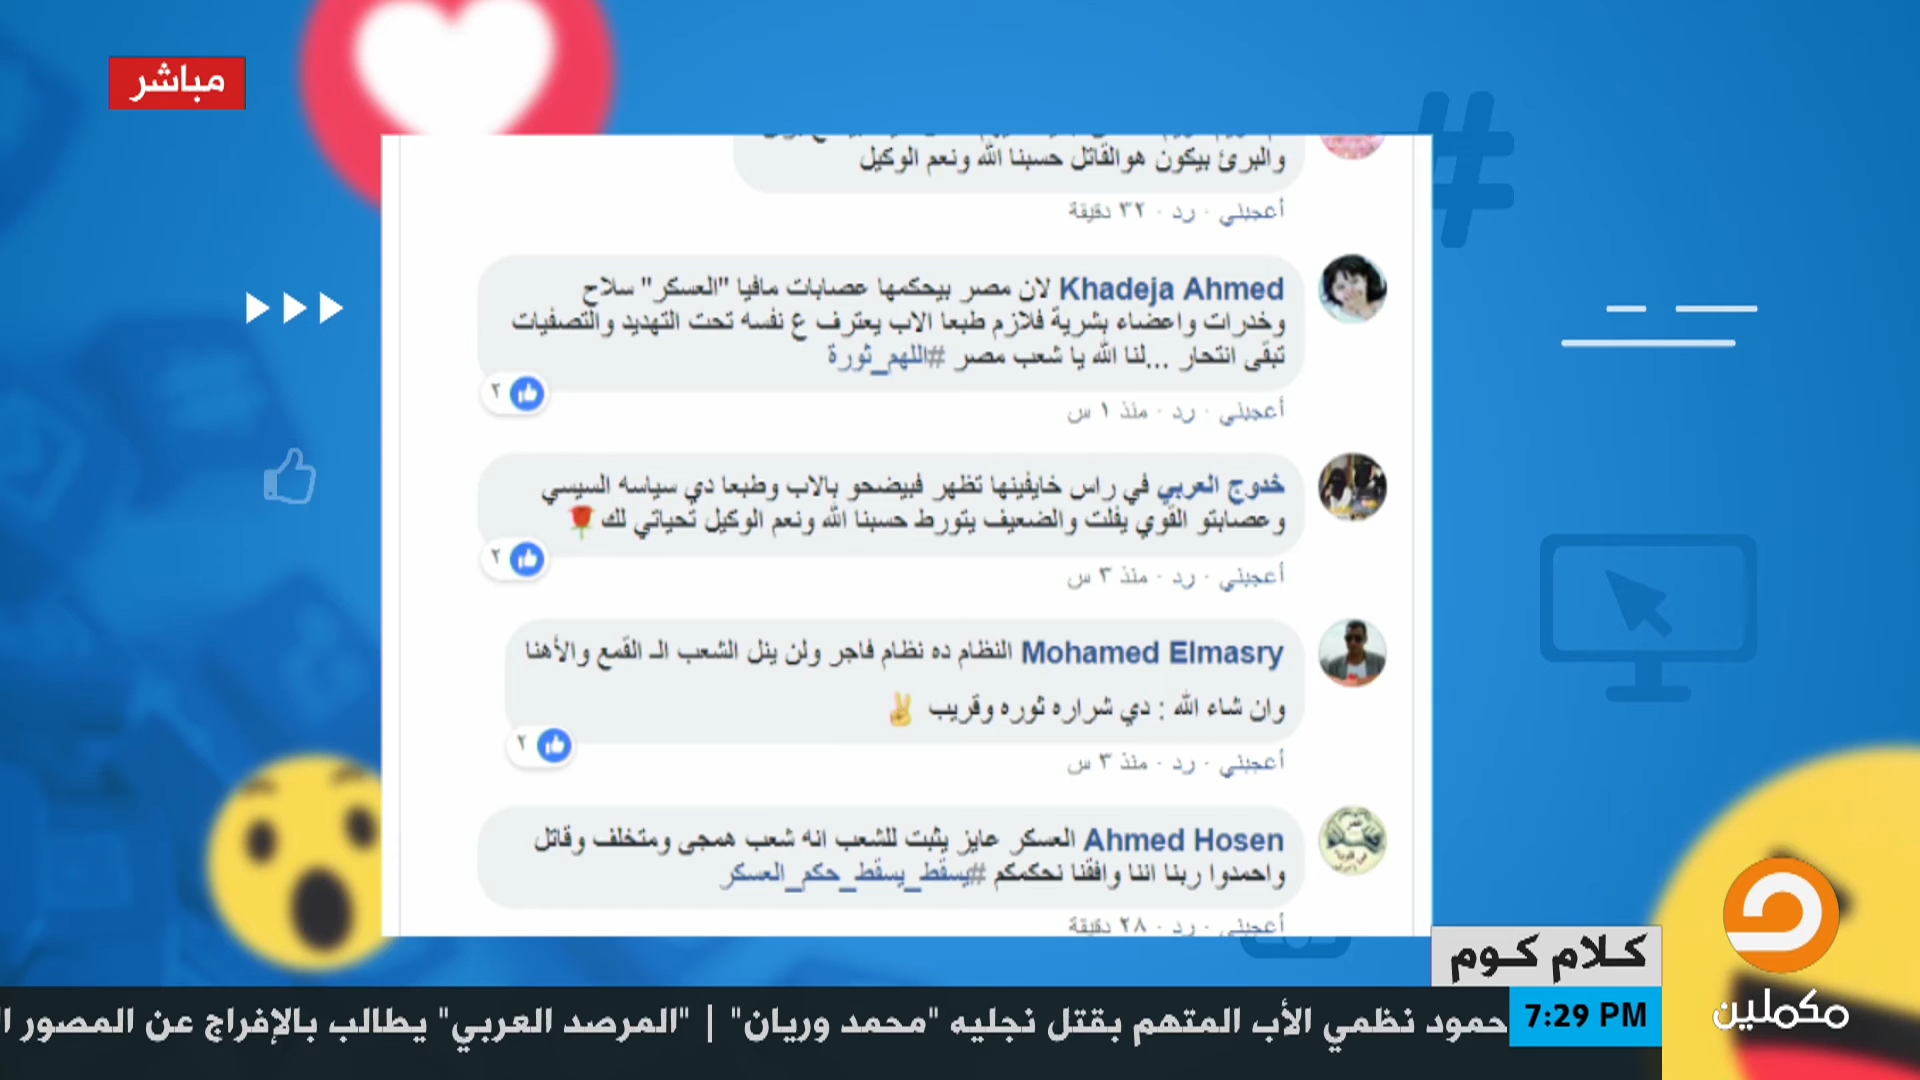 مباشر
والبرئ بيكون هوالقاتل حسبنا الله ونعم الوكيل
أعجبني · رد · ٣٢ دقيقة
Khadeja Ahmed لان مصر بيحكمها عصابات مافيا "العسكر" سلاح
وخدرات واعضاء بشرية فلازم طبعا الاب يعترف ع نفسه تحت التهديد والتصفيات
تبقى انتحار ...لنا الله يا شعب مصر #اللهم_ثورة
٢
أعجبني · رد · منذ ١ س
خدوج العربي في راس خايفينها تظهر فبيضحو بالاب وطبعا دي سياسه السيسي
وعصابتو القوي يفلت والضعيف يتورط حسبنا الله ونعم الوكيل تحياتي لك 🌹
٢
أعجبني · رد · منذ ٣ س
Mohamed Elmasry النظام ده نظام فاجر ولن ينل الشعب الـ القمع والأهنا
وان شاء الله : دي شراره ثوره وقريب ✌
٢
أعجبني · رد · منذ ٣ س
Ahmed Hosen العسكر عايز يثبت للشعب انه شعب همجى ومتخلف وقاتل
واحمدوا ربنا اننا وافقنا نحكمكم #يسقط_يسقط_حكم_العسكر
أعجبني · رد · ٢٨ دقيقة
كلام كوم
7:29 PM
حمود نظمي الأب المتهم بقتل نجليه "محمد وريان" | "المرصد العربي" يطالب بالإفراج عن المصور ا
مكملين